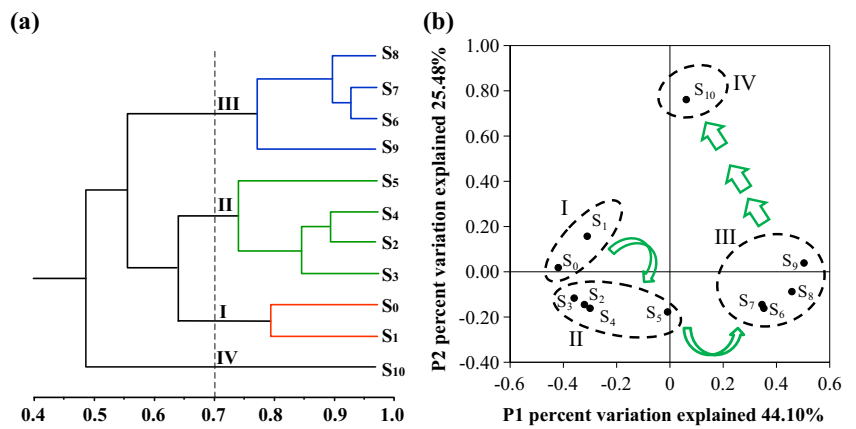 (a)
S8
S7
III
S6
S9
S5
II
S4
S2
S3
S0
I
S1
IV
S10
0.4 0.5 0.6 0.7 0.8 0.9 1.0
(b)
P2 percent variation explained 25.48%
1.00
0.80
0.60
0.40
0.20
0.00
-0.20
-0.40
S10
IV
I
S1
S0
III
S9
S8
S7
S6
S3
S2
S4
S5
II
-0.6 -0.4 -0.2 0 0.2 0.4 0.6
P1 percent variation explained 44.10%